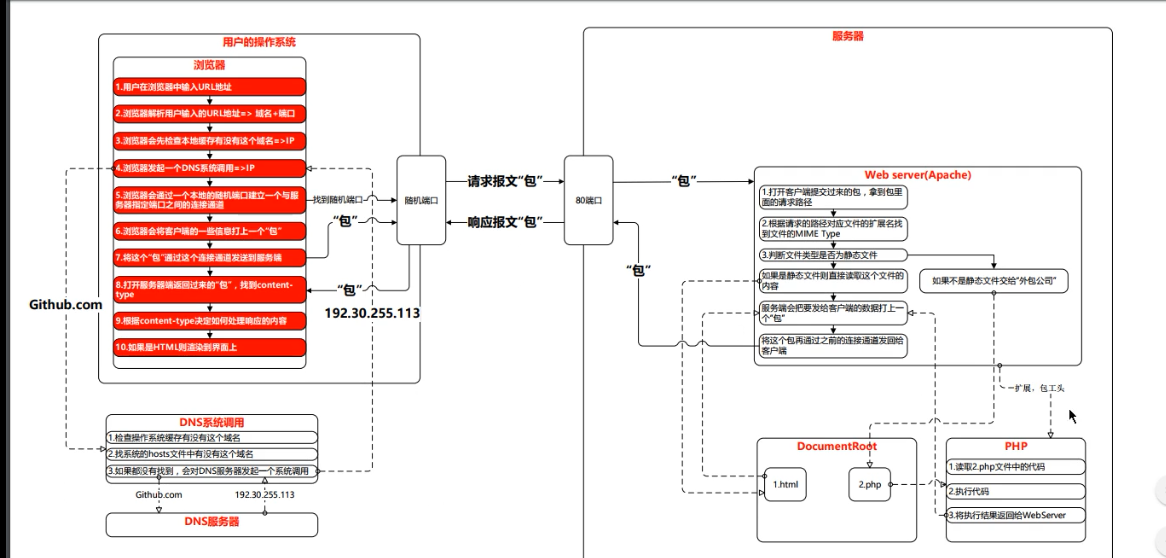 用户的操作系统
浏览器
1.用户在浏览器中输入URL地址
2.浏览器解析用户输入的URL地址=> 域名+端口
3.浏览器会先检查本地缓存有没有这个域名=>IP
4.浏览器发起一个DNS系统调用=>IP
5.浏览器会通过一个本地的随机端口建立一个与服
务器指定端口之间的连接通道
6.浏览器会将客户端的一些信息打上一个“包”
7.将这个“包”通过这个连接通道发送到服务端
8.打开服务器端返回过来的“包”，找到content-
type
9.根据content-type决定如何处理响应的内容
10.如果是HTML则渲染到界面上
找到随机端口
“包”
“包”
192.30.255.113
Github.com
随机端口
请求报文“包”
响应报文“包”
80端口
DNS系统调用
1.检查操作系统缓存有没有这个域名
2.找系统的hosts文件中有没有这个域名
3.如果都没有找到，会对DNS服务器发起一个系统调用
Github.com
192.30.255.113
DNS服务器
服务器
“包”
“包”
Web server(Apache)
1.打开客户端提交过来的包，拿到包里
面的请求路径
2.根据请求的路径对应文件的扩展名找
到文件的MIME Type
3.判断文件类型是否为静态文件
如果是静态文件则直接读取这个文件的
内容
如果不是静态文件交给“外包公司”
服务端会把要发给客户端的数据打上一
个“包”
将这个包再通过之前的连接通道发回给
客户端
扩展，包工头
DocumentRoot
1.html
2.php
PHP
1.读取2.php文件中的代码
2.执行代码
3.将执行结果返回给WebServer